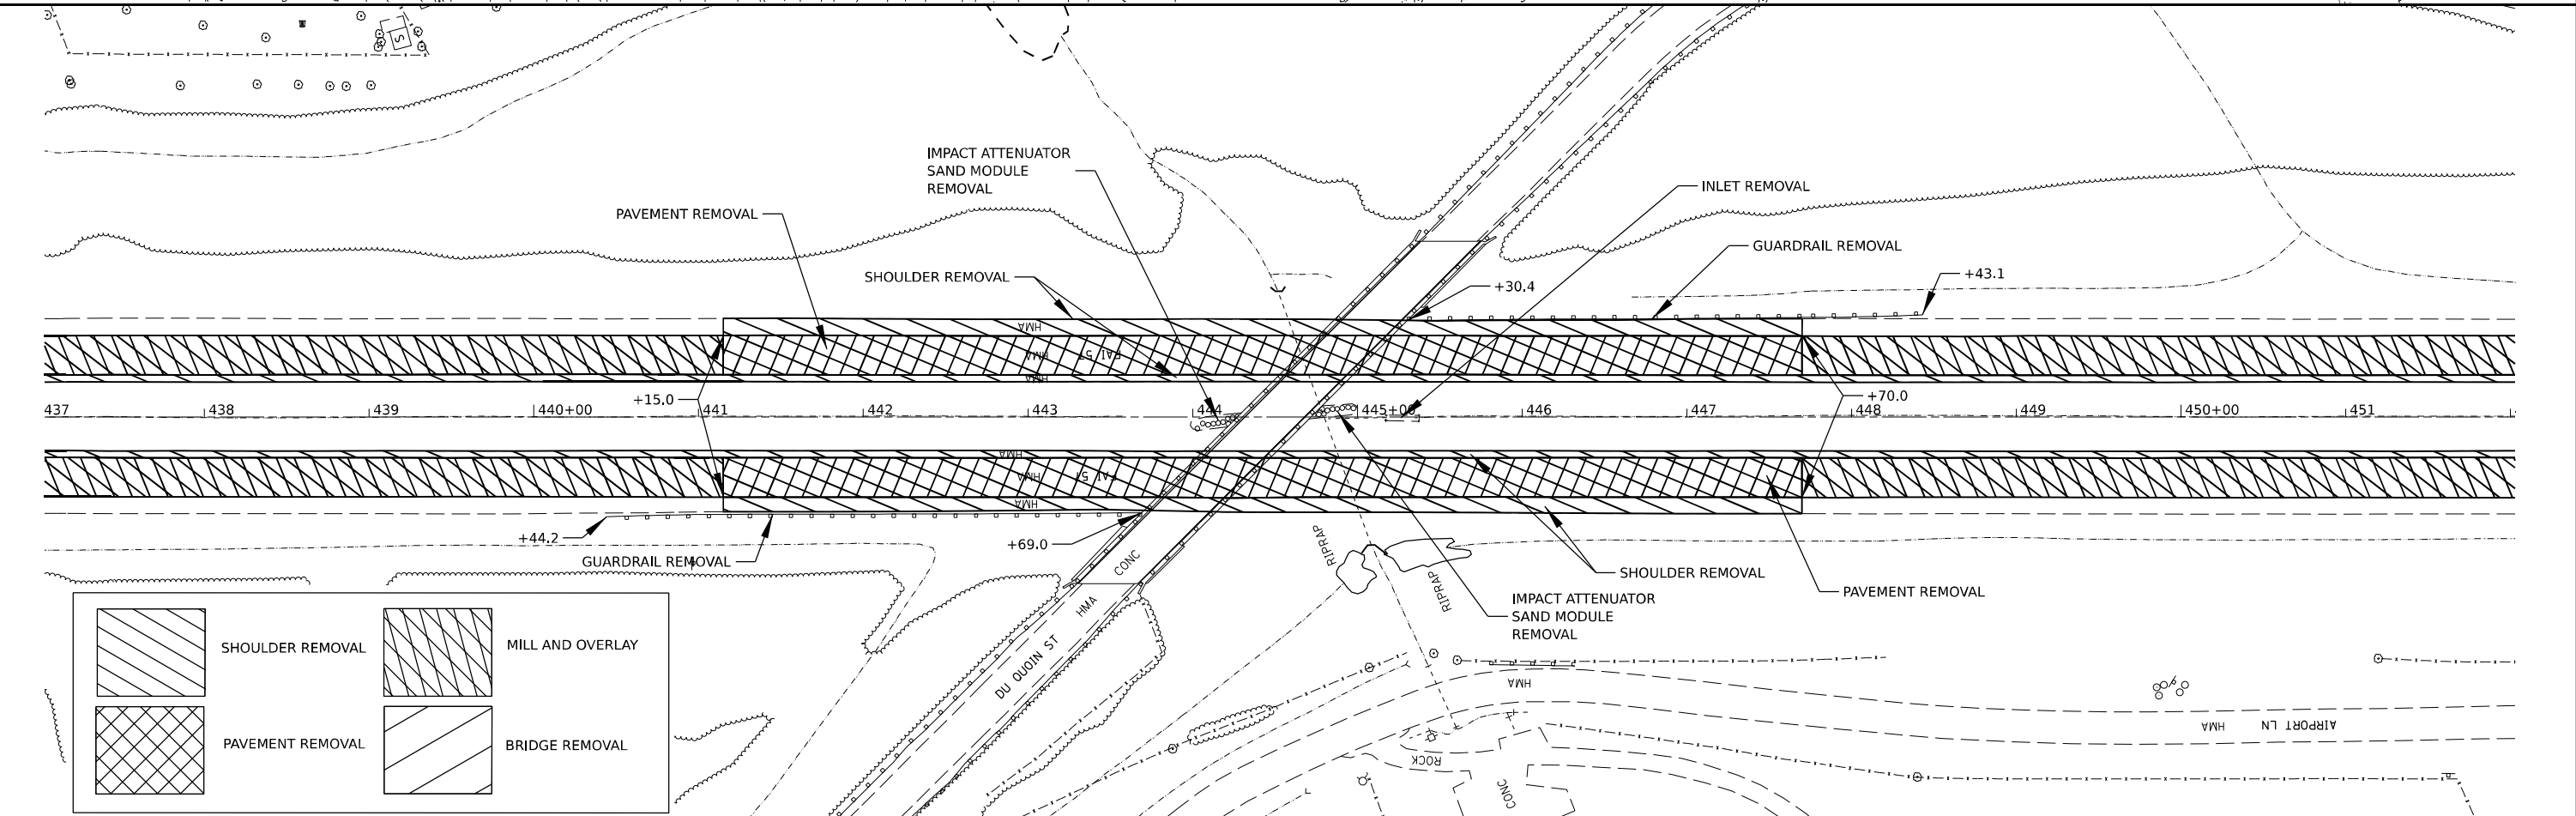 S
IMPACT ATTENUATOR
SAND MODULE
REMOVAL
INLET REMOVAL
PAVEMENT REMOVAL
GUARDRAIL REMOVAL
SHOULDER REMOVAL
+43.1
+30.4
HMA
HMA
FAI 57
HMA
+15.0
+70.0
437
438
439
440+00
441
442
443
444
445+00
446
447
448
449
450+00
451
HMA
HMA
FAI 57
HMA
+44.2
+69.0
GUARDRAIL REMOVAL
CONC
RIPRAP
RIPRAP
SHOULDER REMOVAL
PAVEMENT REMOVAL
IMPACT ATTENUATOR
SAND MODULE
REMOVAL
HMA
DU QUOIN ST
SHOULDER REMOVAL
MILL AND OVERLAY
PAVEMENT REMOVAL
BRIDGE REMOVAL
HMA
HMA
AIRPORT LN
ROCK
CONC